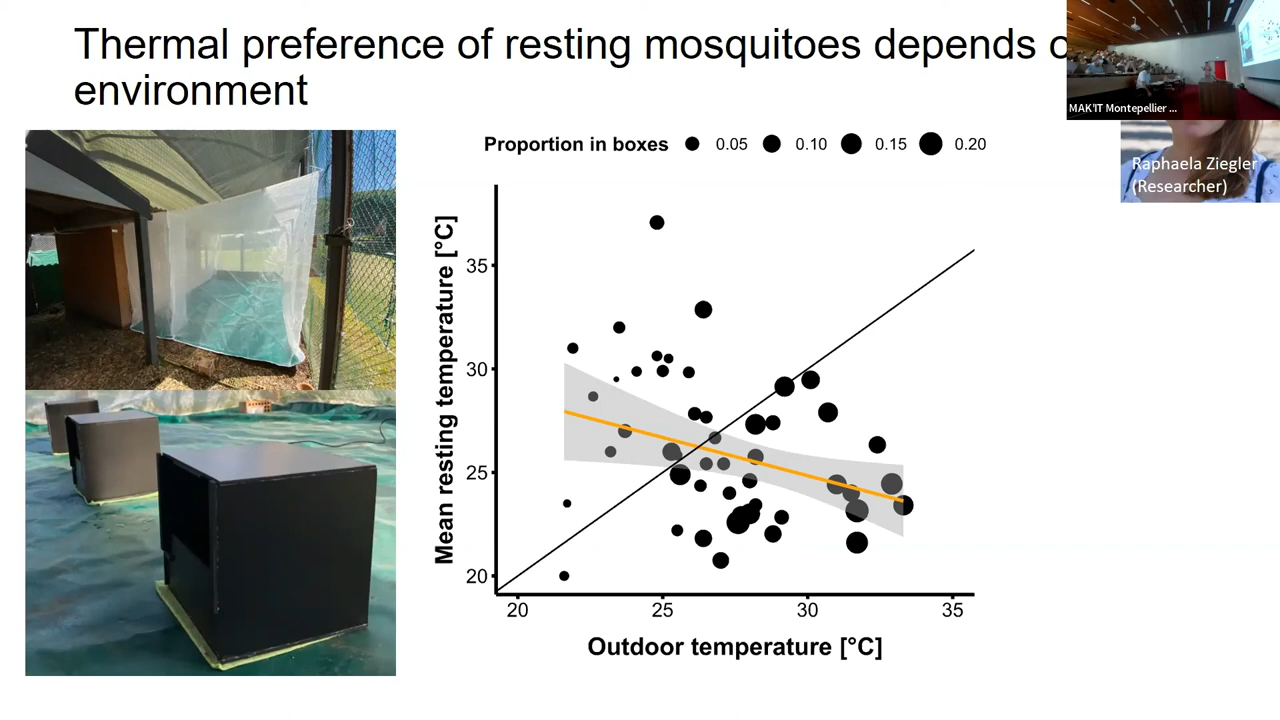 Thermal preference of resting mosquitoes depends
environment
MAK'IT Montepellier ...
Raphaela Ziegler
(Researcher)
Proportion in boxes 0.05 0.10 0.15 0.20
Mean resting temperature [°C]
35
30
25
20
20 25 30 35
Outdoor temperature [°C]